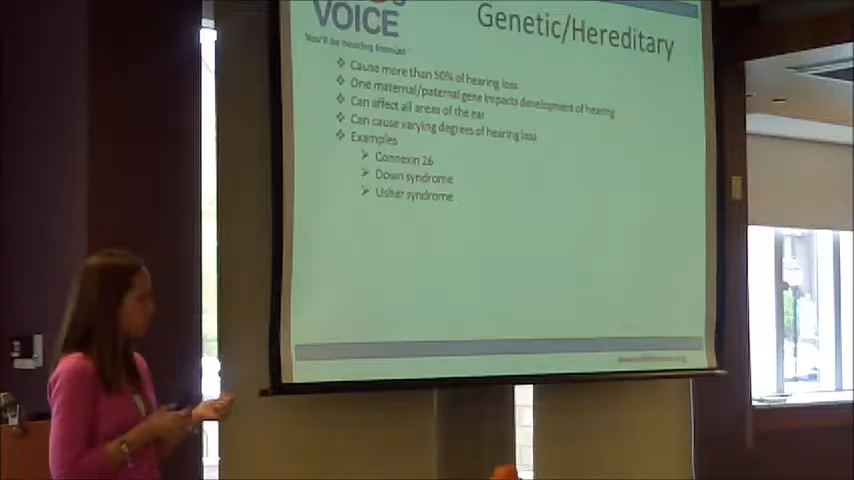 VOICE
You'll be hearing from us!
Genetic/Hereditary
Cause more than 50% of hearing loss
One maternal/paternal gene impacts development of hearing
Can affect all areas of the ear
Can cause varying degrees of hearing loss
Examples
Connexin 26
Down syndrome
Usher syndrome